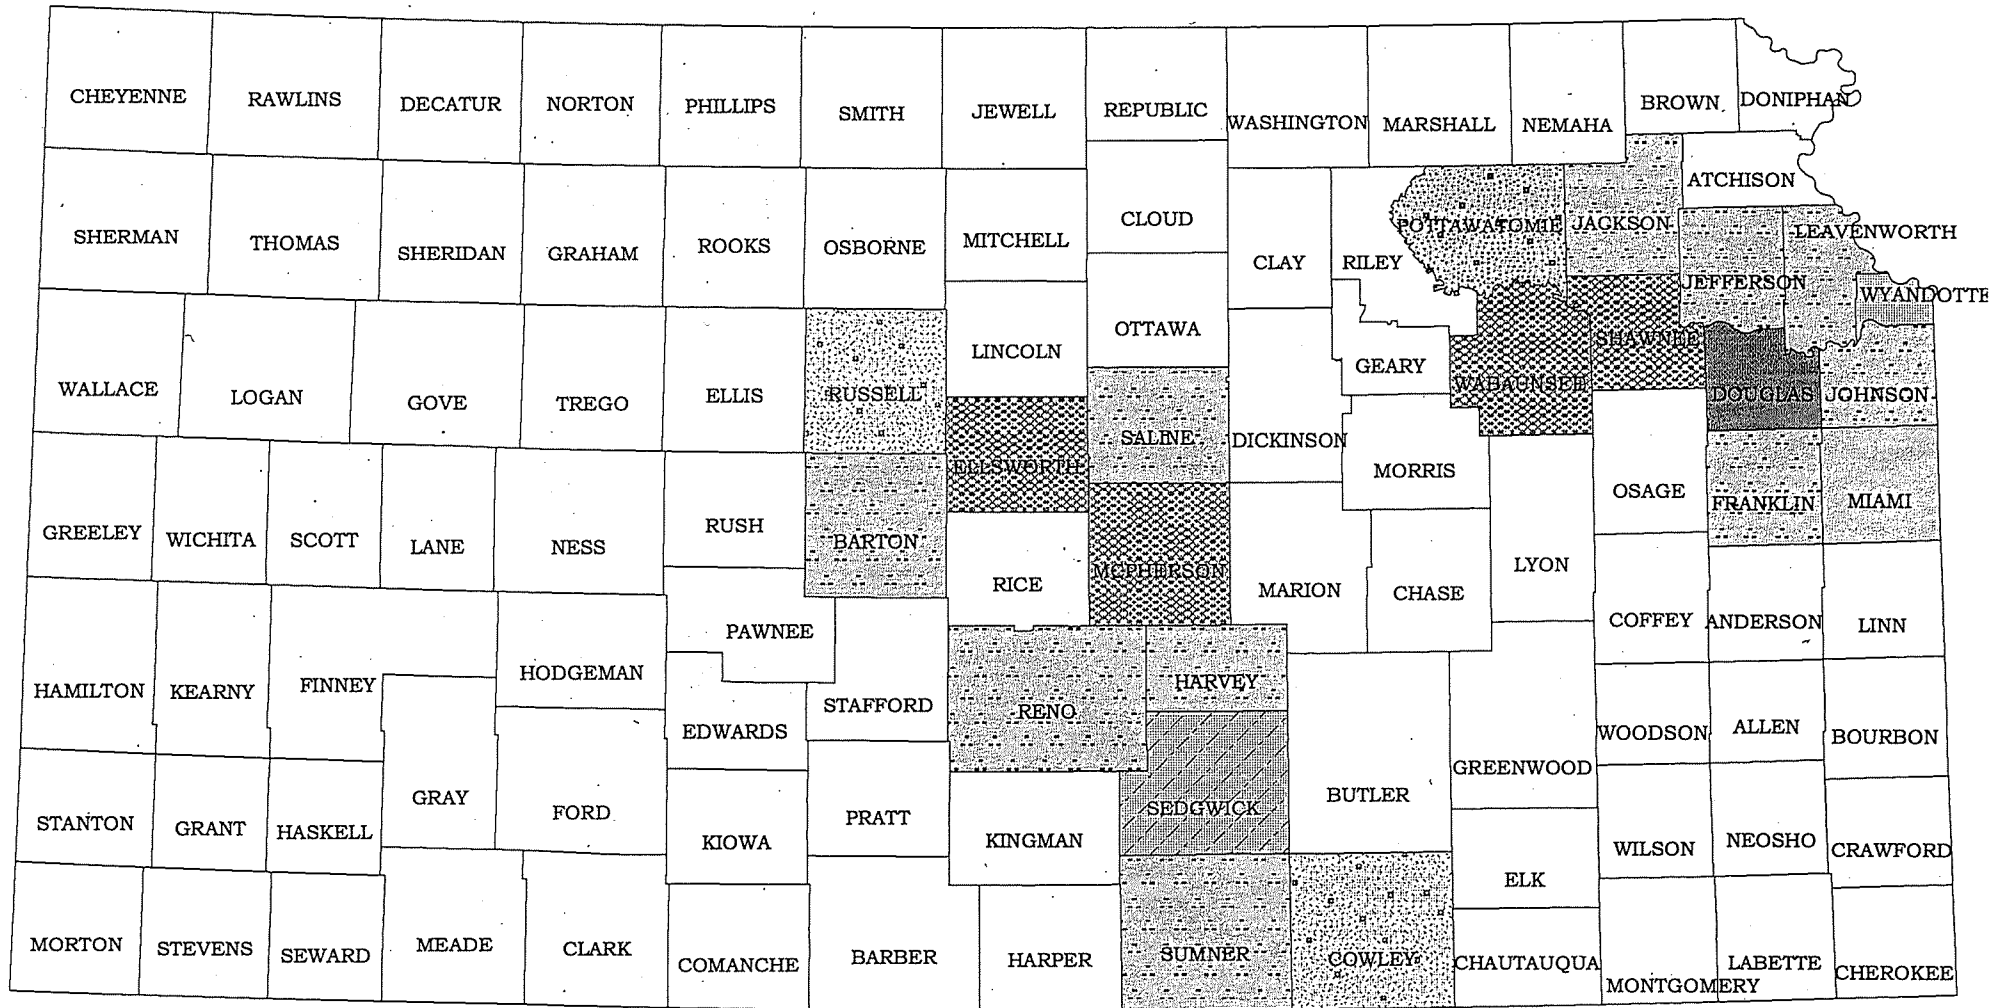 CHEYENNE
RAWLINS
DECATUR
NORTON
PHILLIPS
SMITH
JEWELL
REPUBLIC
WASHINGTON
MARSHALL
NEMAHA
BROWN
DONIPHAN
SHERMAN
THOMAS
SHERIDAN
GRAHAM
ROOKS
OSBORNE
MITCHELL
CLOUD
CLAY
RILEY
POTTAWATOMIE
JACKSON
ATCHISON
JEFFERSON
LEAVENWORTH
WYANDOTTE
WALLACE
LOGAN
GOVE
TREGO
ELLIS
RUSSELL
LINCOLN
OTTAWA
GEARY
WABAUNSEE
SHAWNEE
DOUGLAS
JOHNSON
ELLSWORTH
SALINE
DICKINSON
MORRIS
OSAGE
FRANKLIN
MIAMI
GREELEY
WICHITA
SCOTT
LANE
NESS
RUSH
BARTON
RICE
MCPHERSON
MARION
CHASE
LYON
COFFEY
ANDERSON
LINN
HAMILTON
KEARNY
FINNEY
HODGEMAN
PAWNEE
EDWARDS
STAFFORD
RENO
HARVEY
SEDGWICK
BUTLER
GREENWOOD
WOODSON
ALLEN
BOURBON
STANTON
GRANT
HASKELL
GRAY
FORD
KIOWA
PRATT
KINGMAN
ELK
WILSON
NEOSHO
CRAWFORD
MORTON
STEVENS
SEWARD
MEADE
CLARK
COMANCHE
BARBER
HARPER
SUMNER
COWLEY
CHAUTAUQUA
MONTGOMERY
LABETTE
CHEROKEE